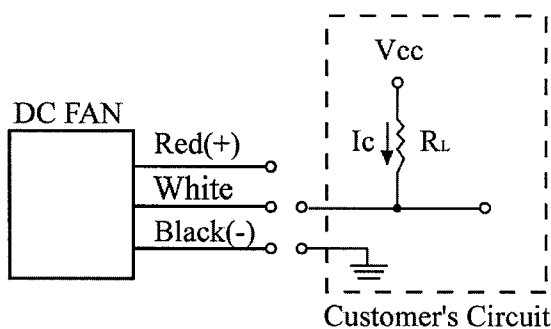 Vcc
DC FAN
Red(+)
Ic
RL
White
Black(-)
Customer's Circuit